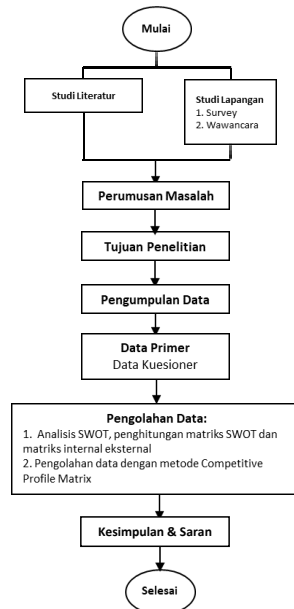 Mulai
Studi Literatur
Studi Lapangan
1. Survey
2. Wawancara
Perumusan Masalah
Tujuan Penelitian
Pengumpulan Data
Data Primer
Data Kuesioner
Pengolahan Data:
1. Analisis SWOT, penghitungan matriks SWOT dan
matriks internal eksternal
2. Pengolahan data dengan metode Competitive
Profile Matrix
Kesimpulan & Saran
Selesai